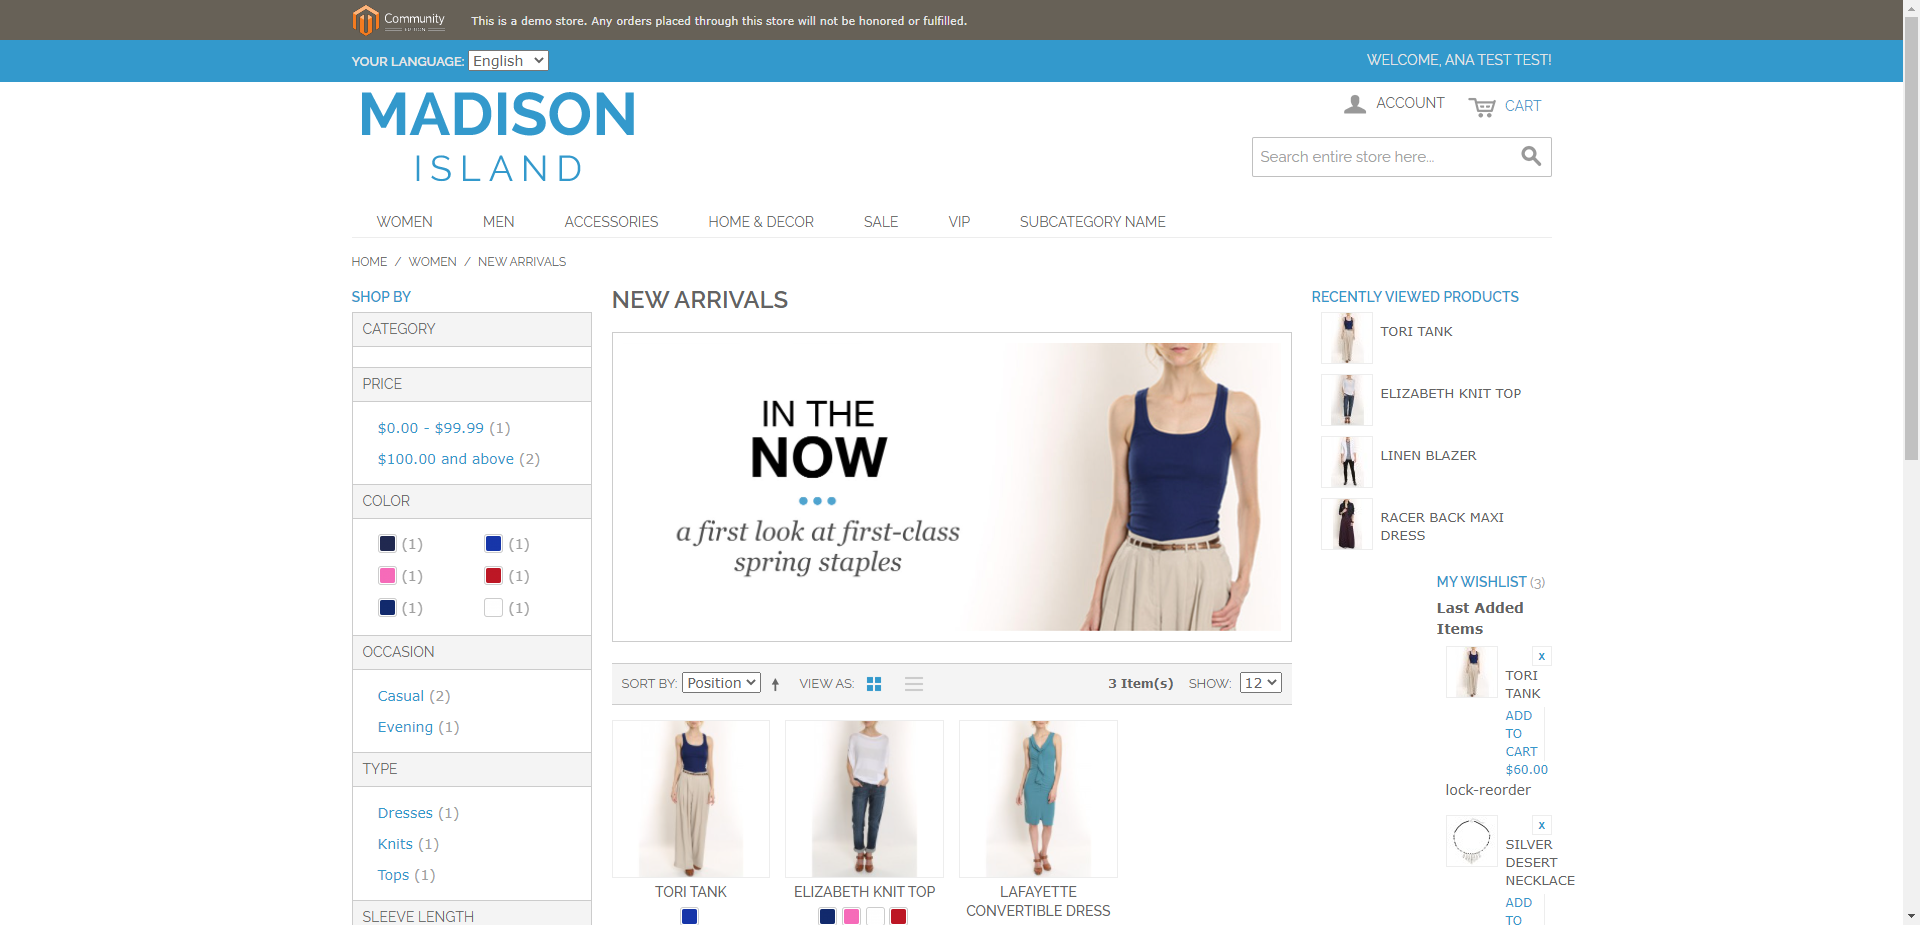 Community
EDITION
This is a demo store. Any orders placed through this store will not be honored or fulfilled.
YOUR LANGUAGE: English
WELCOME, ANA TEST TEST!
MADISON
ISLAND
ACCOUNT
CART
Search entire store here...
WOMEN
MEN
ACCESSORIES
HOME & DECOR
SALE
VIP
SUBCATEGORY NAME
HOME / WOMEN / NEW ARRIVALS
SHOP BY
CATEGORY
PRICE
$0.00 - $99.99 (1)
$100.00 and above (2)
COLOR
(1) (1)
(1) (1)
(1) (1)
OCCASION
Casual (2)
Evening (1)
TYPE
Dresses (1)
Knits (1)
Tops (1)
SLEEVE LENGTH
NEW ARRIVALS
IN THE
NOW
a first look at first-class
spring staples
SORT BY: Position VIEW AS: 3 Item(s) SHOW: 12
TORI TANK
ELIZABETH KNIT TOP
LAFAYETTE
CONVERTIBLE DRESS
RECENTLY VIEWED PRODUCTS
TORI TANK
ELIZABETH KNIT TOP
LINEN BLAZER
RACER BACK MAXI
DRESS
MY WISHLIST (3)
Last Added
Items
x
TORI
TANK
ADD
TO
CART
$60.00
lock-reorder
x
SILVER
DESERT
NECKLACE
ADD
TO